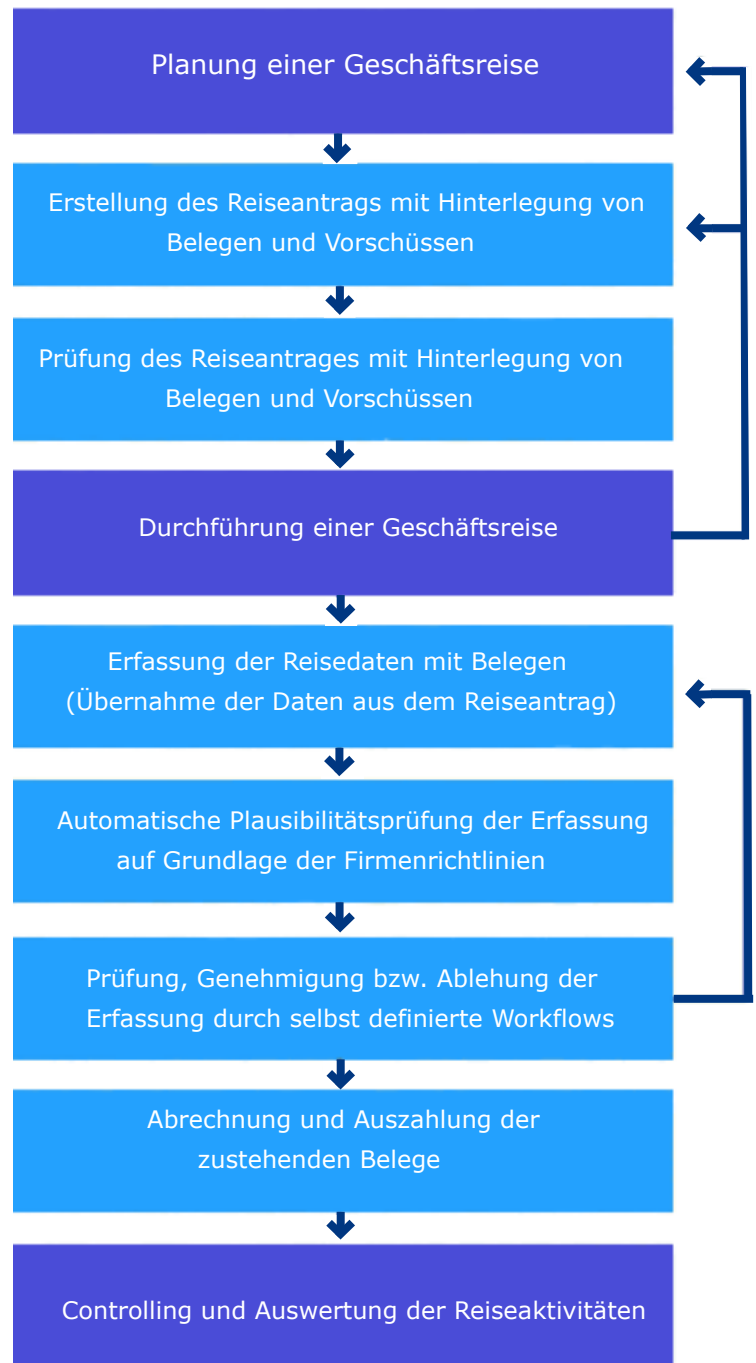 Planung einer Geschäftsreise
Erstellung des Reiseantrags mit Hinterlegung von
Belegen und Vorschüssen
Prüfung des Reiseantrages mit Hinterlegung von
Belegen und Vorschüssen
Durchführung einer Geschäftsreise
Erfassung der Reisedaten mit Belegen
(Übernahme der Daten aus dem Reiseantrag)
Automatische Plausibilitätsprüfung der Erfassung
auf Grundlage der Firmenrichtlinien
Prüfung, Genehmigung bzw. Ablehung der
Erfassung durch selbst definierte Workflows
Abrechnung und Auszahlung der
zustehenden Belege
Controlling und Auswertung der Reiseaktivitäten